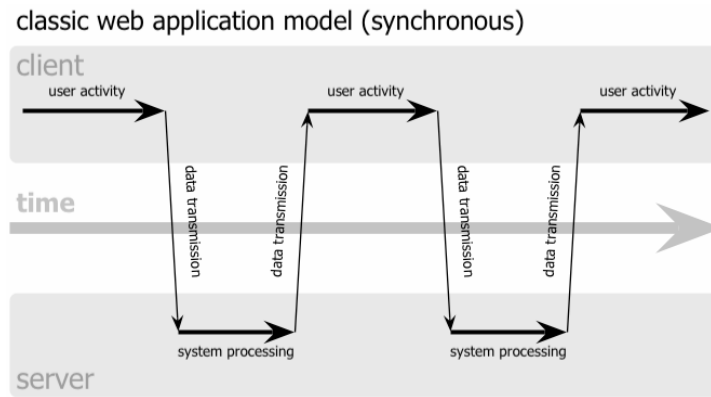 classic web application model (synchronous)
client
user activity
user activity
user activity
data transmission
data transmission
data transmission
data transmission
time
system processing
system processing
server